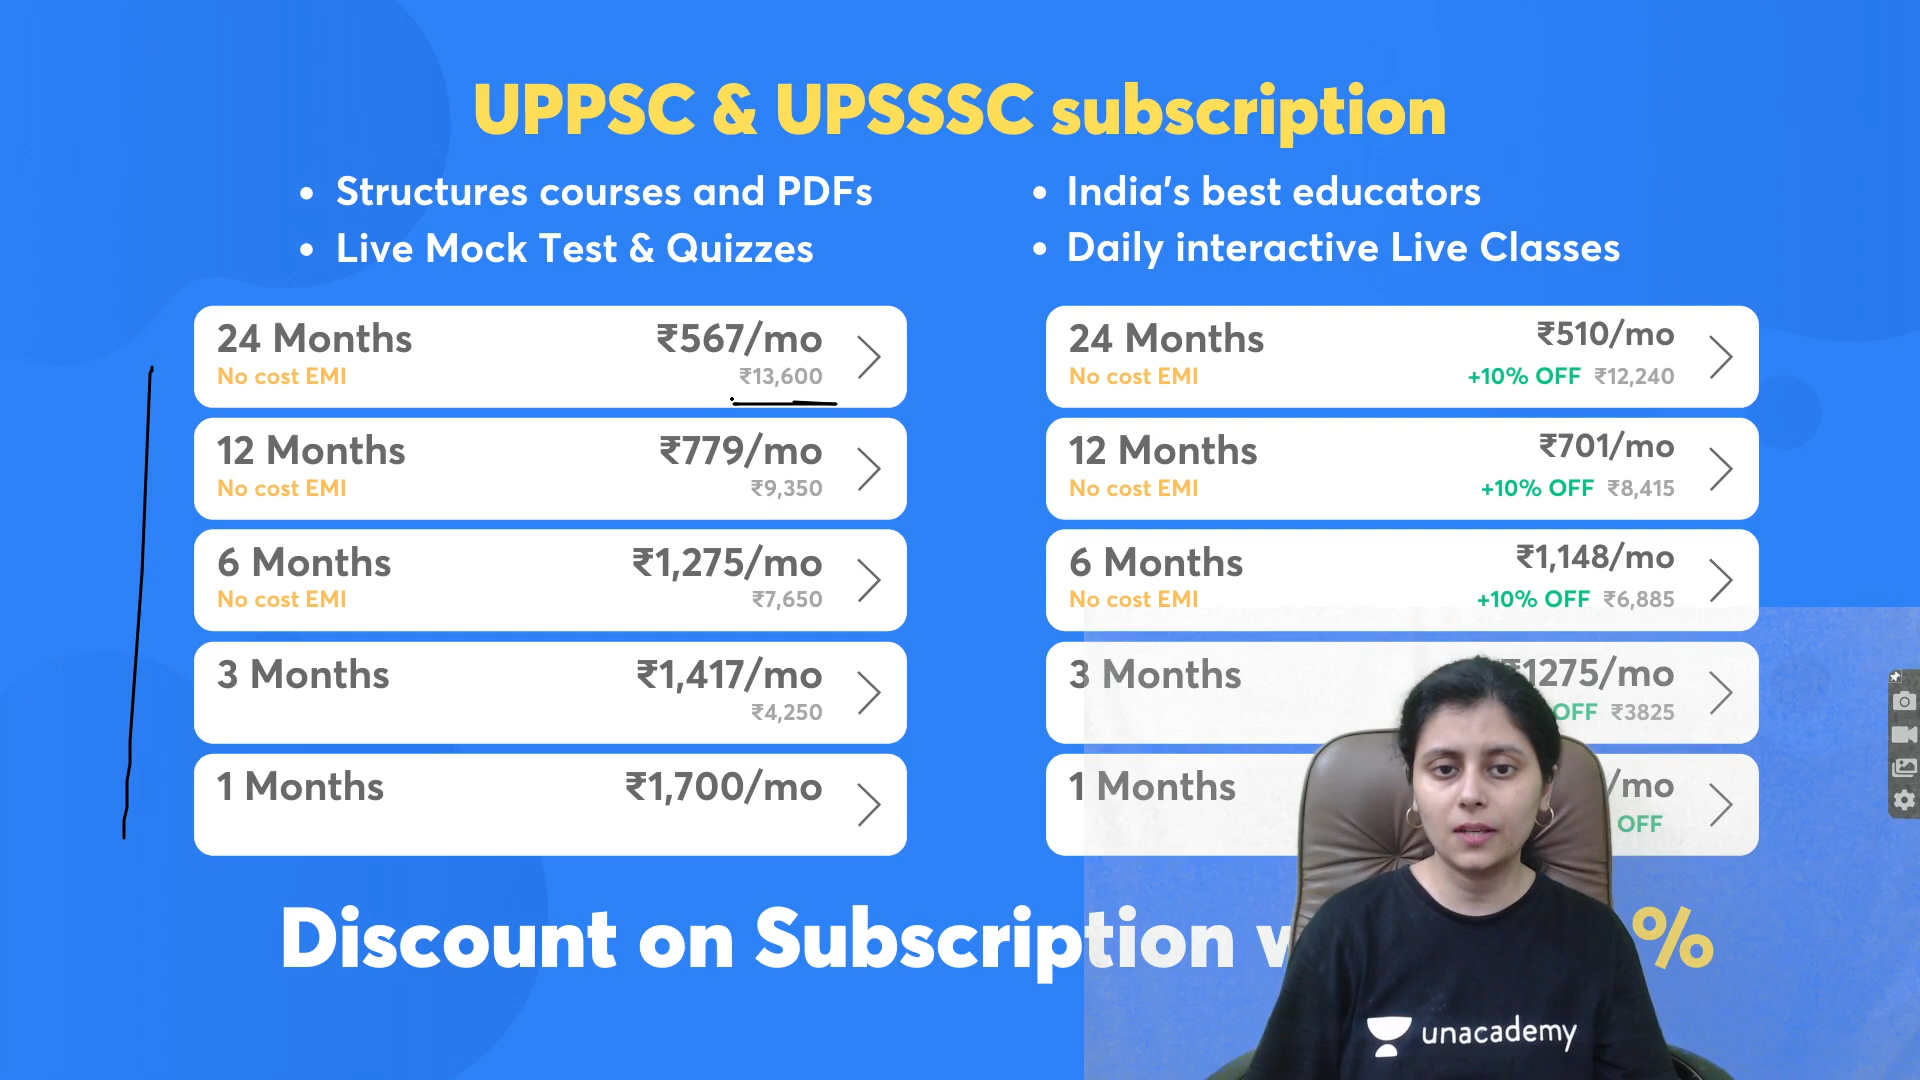 UPPSC & UPSSSC subscription
• Structures courses and PDFs
• Live Mock Test & Quizzes
• India's best educators
• Daily interactive Live Classes
24 Months ₹567/mo
No cost EMI ₹13,600
12 Months ₹779/mo
No cost EMI ₹9,350
6 Months ₹1,275/mo
No cost EMI ₹7,650
3 Months ₹1,417/mo
₹4,250
1 Months ₹1,700/mo
24 Months ₹510/mo
No cost EMI +10% OFF ₹12,240
12 Months ₹701/mo
No cost EMI +10% OFF ₹8,415
6 Months ₹1,148/mo
No cost EMI +10% OFF ₹6,885
3 Months ₹1275/mo
OFF ₹3825
1 Months /mo
OFF
Discount on Subscription %
unacademy